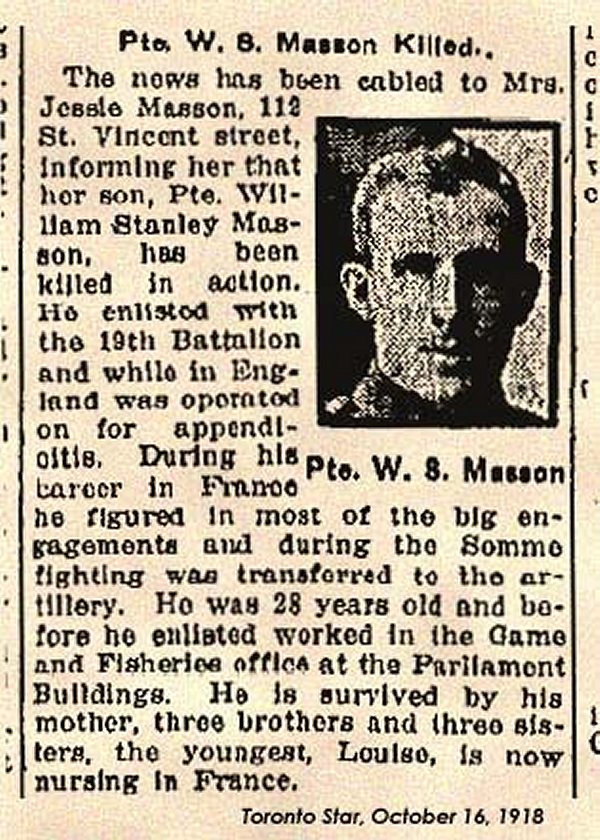 Pte. W. S. Masson Killed.
The news has been cabled to Mrs.
Jessie Masson, 112
St. Vincent street,
informing her that
her son, Pte. Wil-
liam Stanley Mas-
son, has been
killed in action.
He enlisted with
the 19th Battalion
and while in Eng-
land was operated
on for appendi-
citis. During his
career in France
Pte. W. S. Masson
he figured in most of the big en-
gagements and during the Somme
fighting was transferred to the ar-
tillery. He was 28 years old and be-
fore he enlisted worked in the Game
and Fisheries office at the Parliament
Buildings. He is survived by his
mother, three brothers and three sis-
ters, the youngest, Louise, is now
nursing in France.
Toronto Star, October 16, 1918